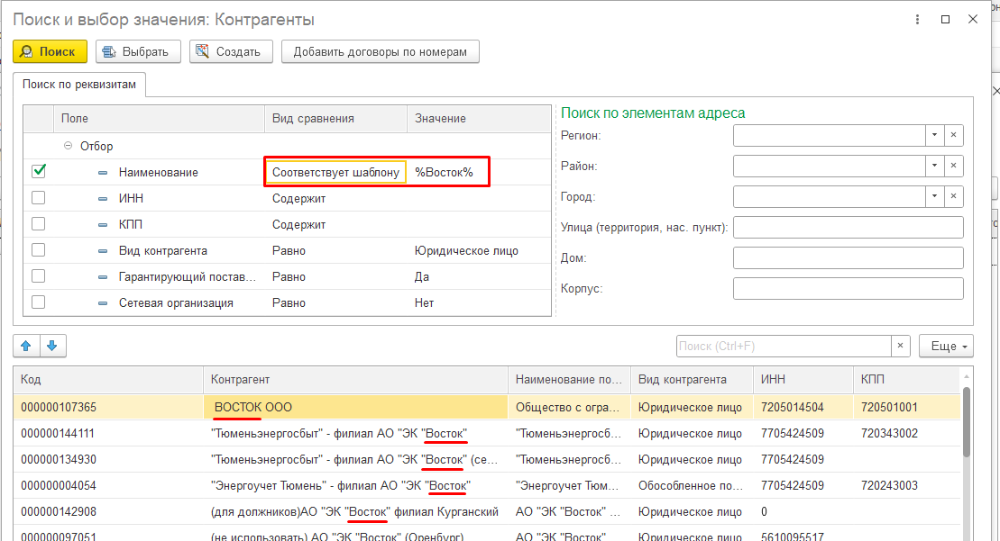 Поиск и выбор значения: Контрагенты
Поиск Выбрать Создать Добавить договоры по номерам
Поиск по реквизитам
Поле Вид сравнения Значение
Отбор
Наименование Соответствует шаблону %Восток%
ИНН Содержит
КПП Содержит
Вид контрагента Равно Юридическое лицо
Гарантирующий постав... Равно Да
Сетевая организация Равно Нет
Поиск по элементам адреса
Регион:
Район:
Город:
Улица (территория, нас. пункт):
Дом:
Корпус:
Поиск (Ctrl+F) Еще
Код Контрагент Наименование по... Вид контрагента ИНН КПП
000000107365 ВОСТОК ООО Общество с огра... Юридическое лицо 7205014504 720501001
000000144111 "Тюменьэнергосбыт" - филиал АО "ЭК "Восток" "Тюменьэнергосб... Юридическое лицо 7705424509 720343002
000000134930 "Тюменьэнергосбыт" - филиал АО "ЭК "Восток" (се... "Тюменьэнергосб... Юридическое лицо 7705424509
000000004054 "Энергоучет Тюмень" - филиал АО "ЭК "Восток" "Энергоучет Тюм... Обособленное по... 7705424509 720243003
000000142908 (для должников)АО "ЭК "Восток" филиал Курганский АО "ЭК "Восток" ... Юридическое лицо 0
000000097051 (не использовать) АО "ЭК "Восток" (Оренбург) АО "ЭК "Восток" Юридическое лицо 5610095517